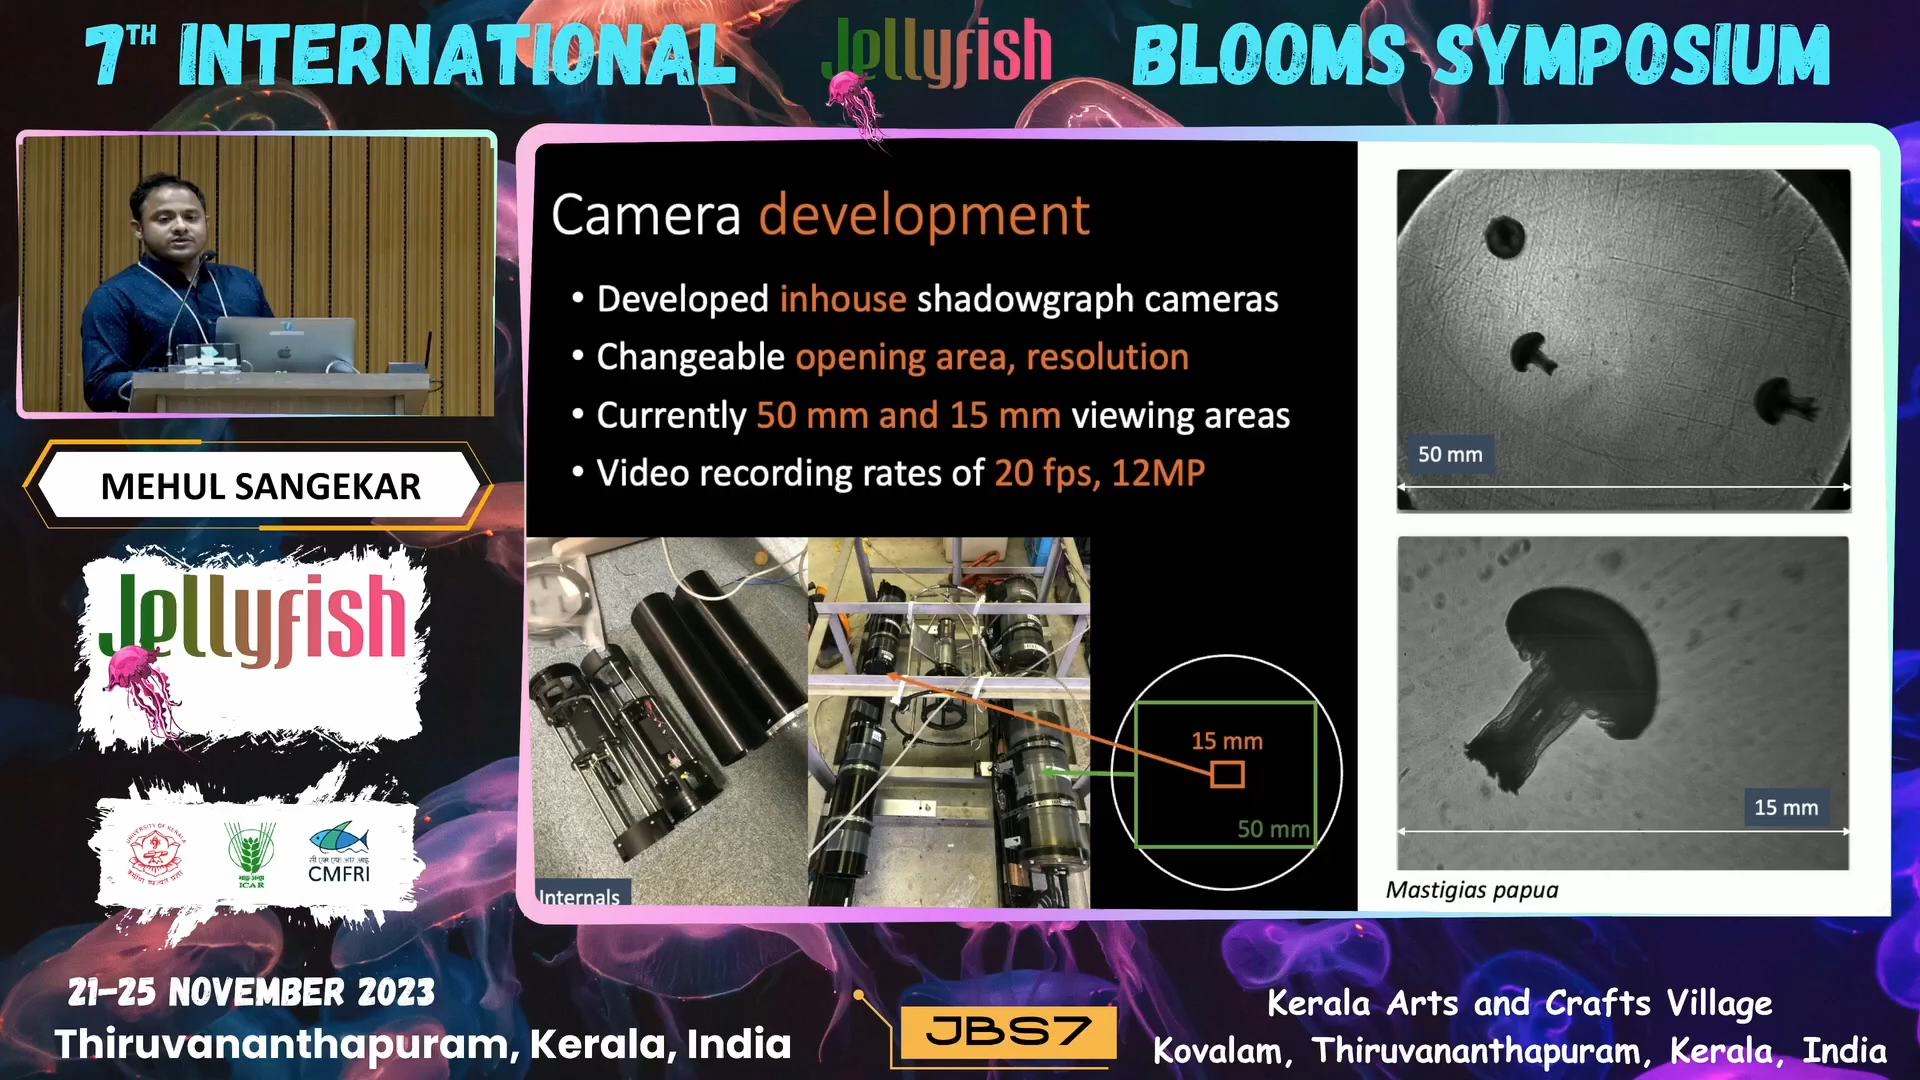 7TH INTERNATIONAL Jellyfish BLOOMS SYMPOSIUM
MEHUL SANGEKAR
Jellyfish
UNIVERSITY OF KERALA
ICAR
CMFRI
Camera development
• Developed inhouse shadowgraph cameras
• Changeable opening area, resolution
• Currently 50 mm and 15 mm viewing areas
• Video recording rates of 20 fps, 12MP
Internals
15 mm
50 mm
50 mm
15 mm
Mastigias papua
21-25 NOVEMBER 2023
Thiruvananthapuram, Kerala, India
JBS7
Kerala Arts and Crafts Village
Kovalam, Thiruvananthapuram, Kerala, India